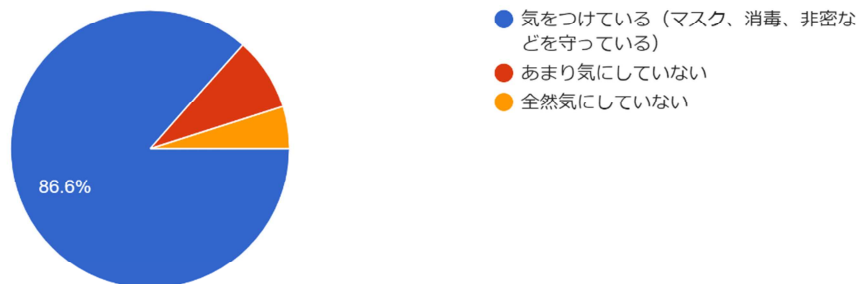 気をつけている（マスク、消毒、非密な
どを守っている）
あまり気にしていない
全然気にしていない
86.6%